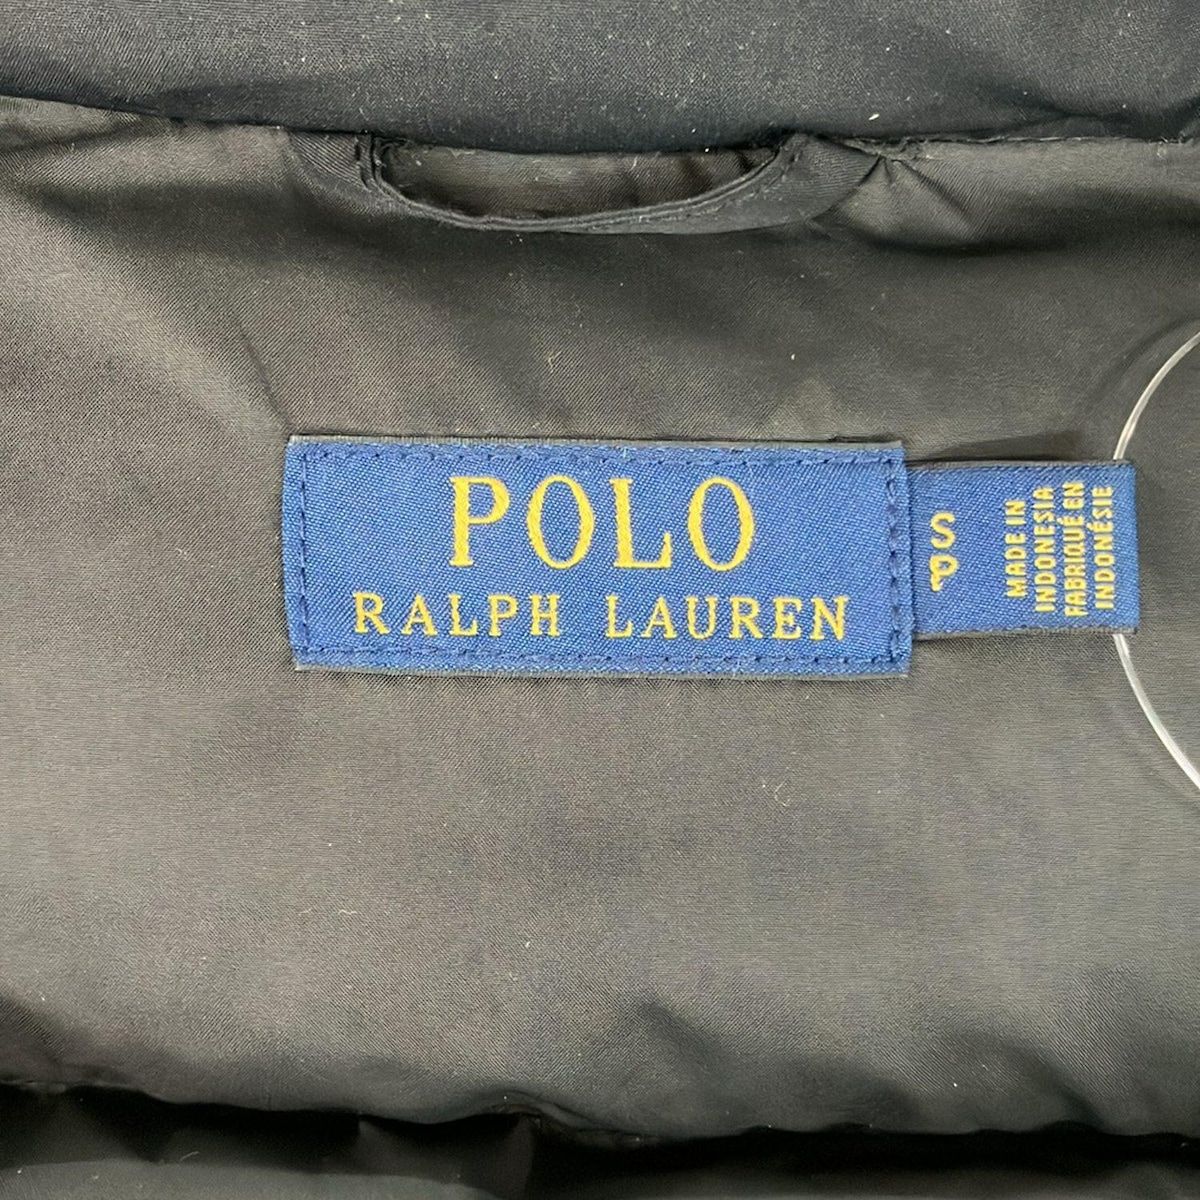 POLO
RALPH LAUREN
S
P
MADE IN
INDONESIA
FABRIQUÉ EN
INDONÉSIE